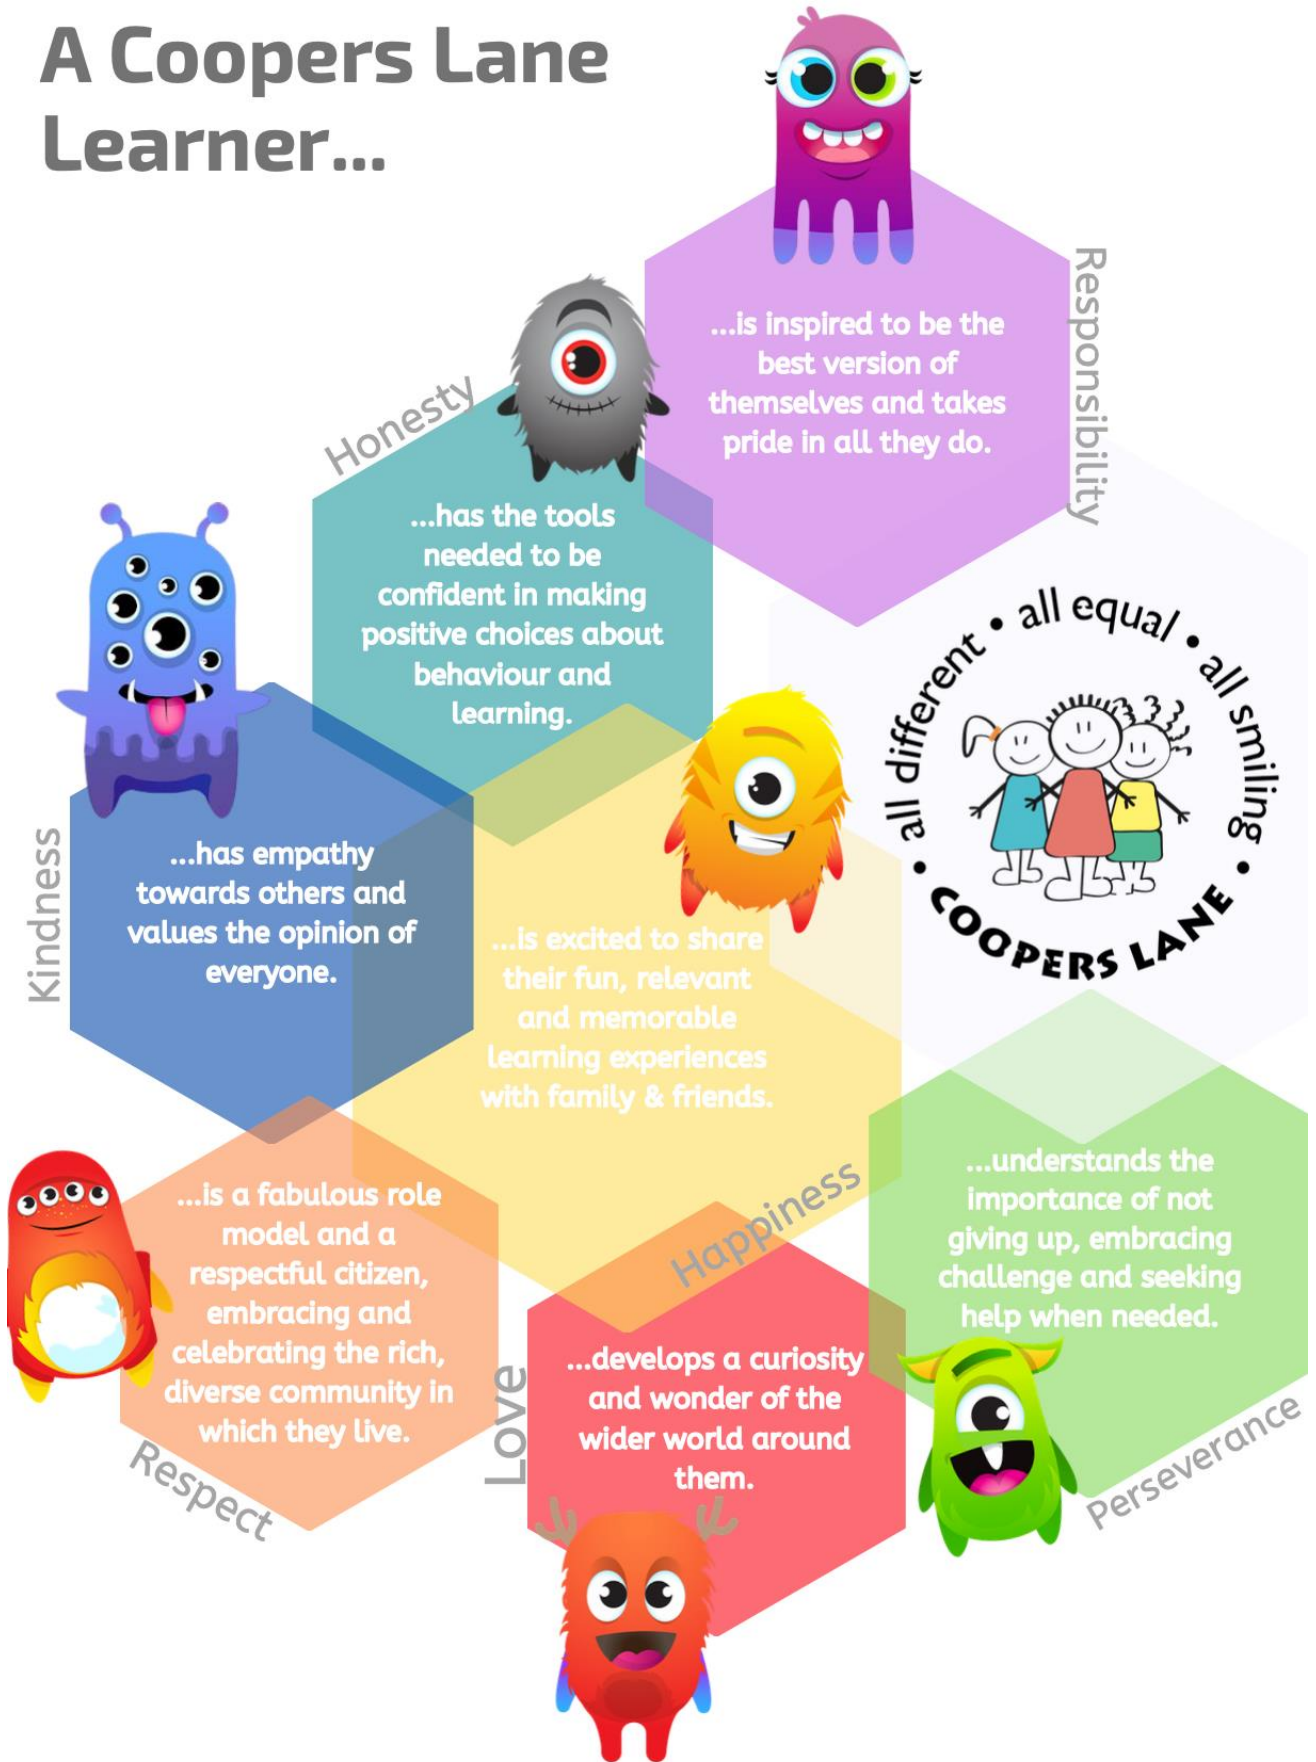 A Coopers Lane
Learner...
Responsibility
...is inspired to be the
best version of
themselves and takes
pride in all they do.
Honesty
...has the tools
needed to be
confident in making
positive choices about
behaviour and
learning.
• all different • all equal • all smiling •
COOPERS LANE
Kindness
...has empathy
towards others and
values the opinion of
everyone.
...is excited to share
their fun, relevant
and memorable
learning experiences
with family & friends.
Happiness
...understands the
importance of not
giving up, embracing
challenge and seeking
help when needed.
Perseverance
...is a fabulous role
model and a
respectful citizen,
embracing and
celebrating the rich,
diverse community in
which they live.
Respect
Love
...develops a curiosity
and wonder of the
wider world around
them.